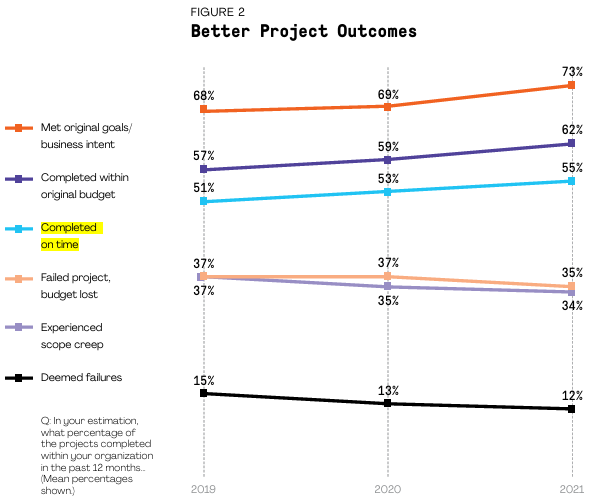 FIGURE 2
Better Project Outcomes
73%
68%
69%
62%
57%
59%
55%
51%
53%
37%
37%
35%
37%
35%
34%
15%
13%
12%
Met original goals/
business intent
Completed within
original budget
Completed
on time
Failed project,
budget lost
Experienced
scope creep
Deemed failures
Q: In your estimation,
what percentage of
the projects completed
within your organization
in the past 12 months...
(Mean percentages
shown.)
2019
2020
2021